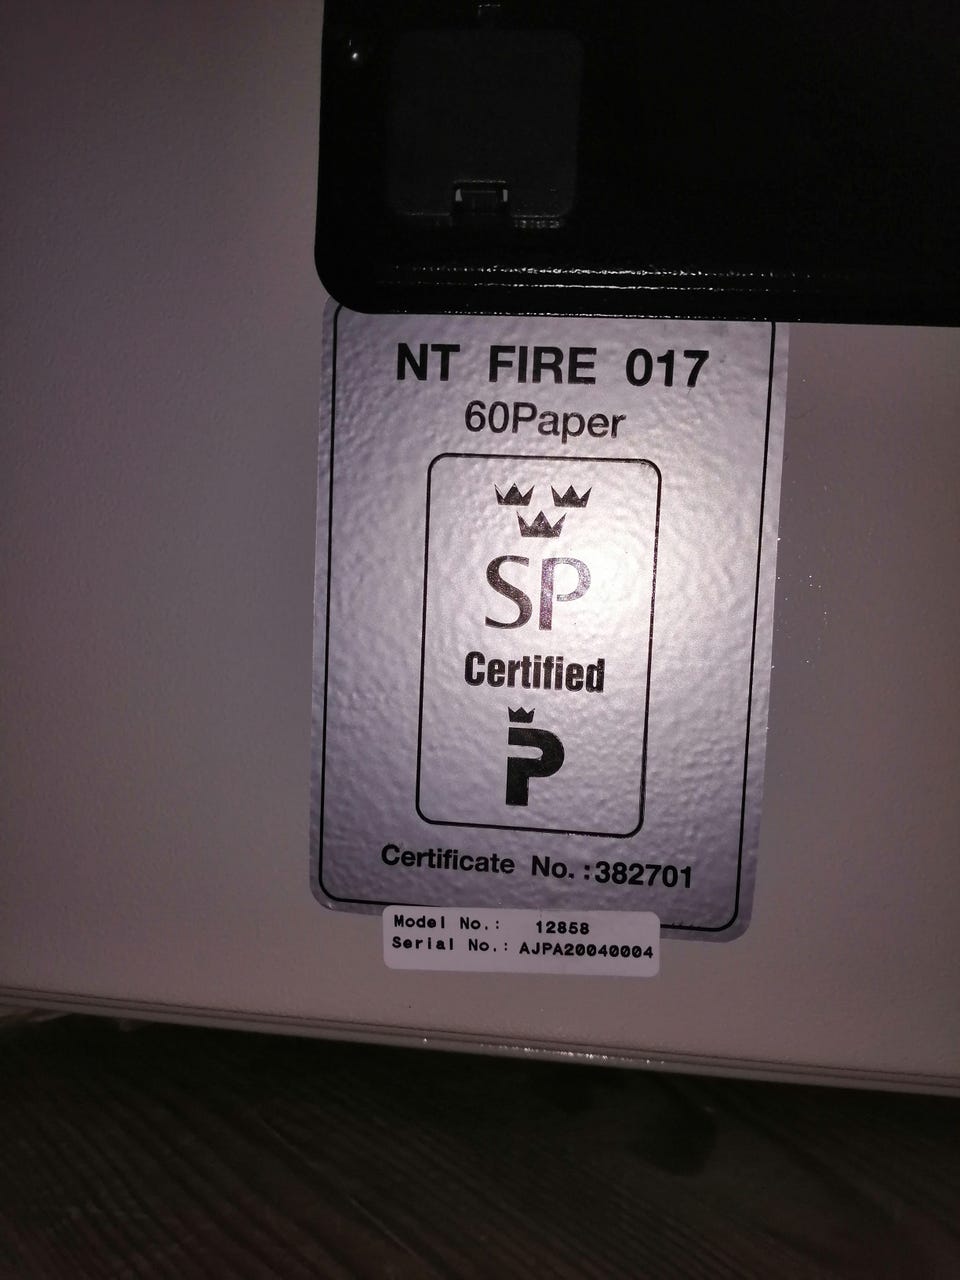 NT FIRE 017
60Paper
SP
Certified
P
Certificate No.:382701
Model No.: 12858
Serial No.: AJPA20040004